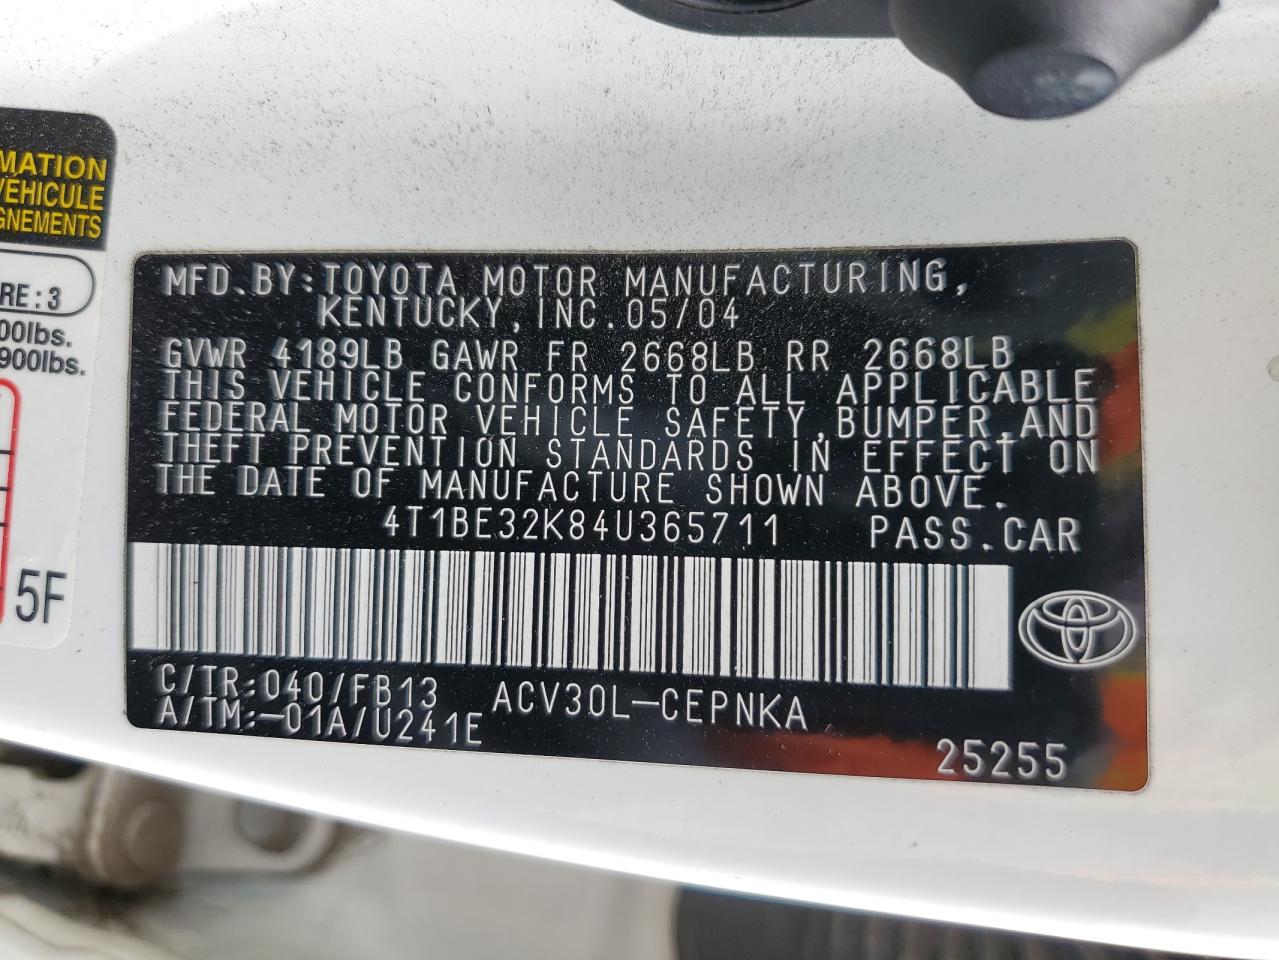 MATION
VÉHICULE
GNEMENTS
RE : 3
00lbs.
900lbs.
5F
MFD. BY: TOYOTA MOTOR MANUFACTURING,
KENTUCKY, INC. 05/04
GVWR 4189LB GAWR FR 2668LB RR 2668LB
THIS VEHICLE CONFORMS TO ALL APPLICABLE
FEDERAL MOTOR VEHICLE SAFETY, BUMPER, AND
THEFT PREVENTION STANDARDS IN EFFECT ON
THE DATE OF MANUFACTURE SHOWN ABOVE.
4T1BE32K84U365711 PASS. CAR
C/TR: 040/FB13 ACV30L-CEPNKA
A/TM: -01A/U241E
25255